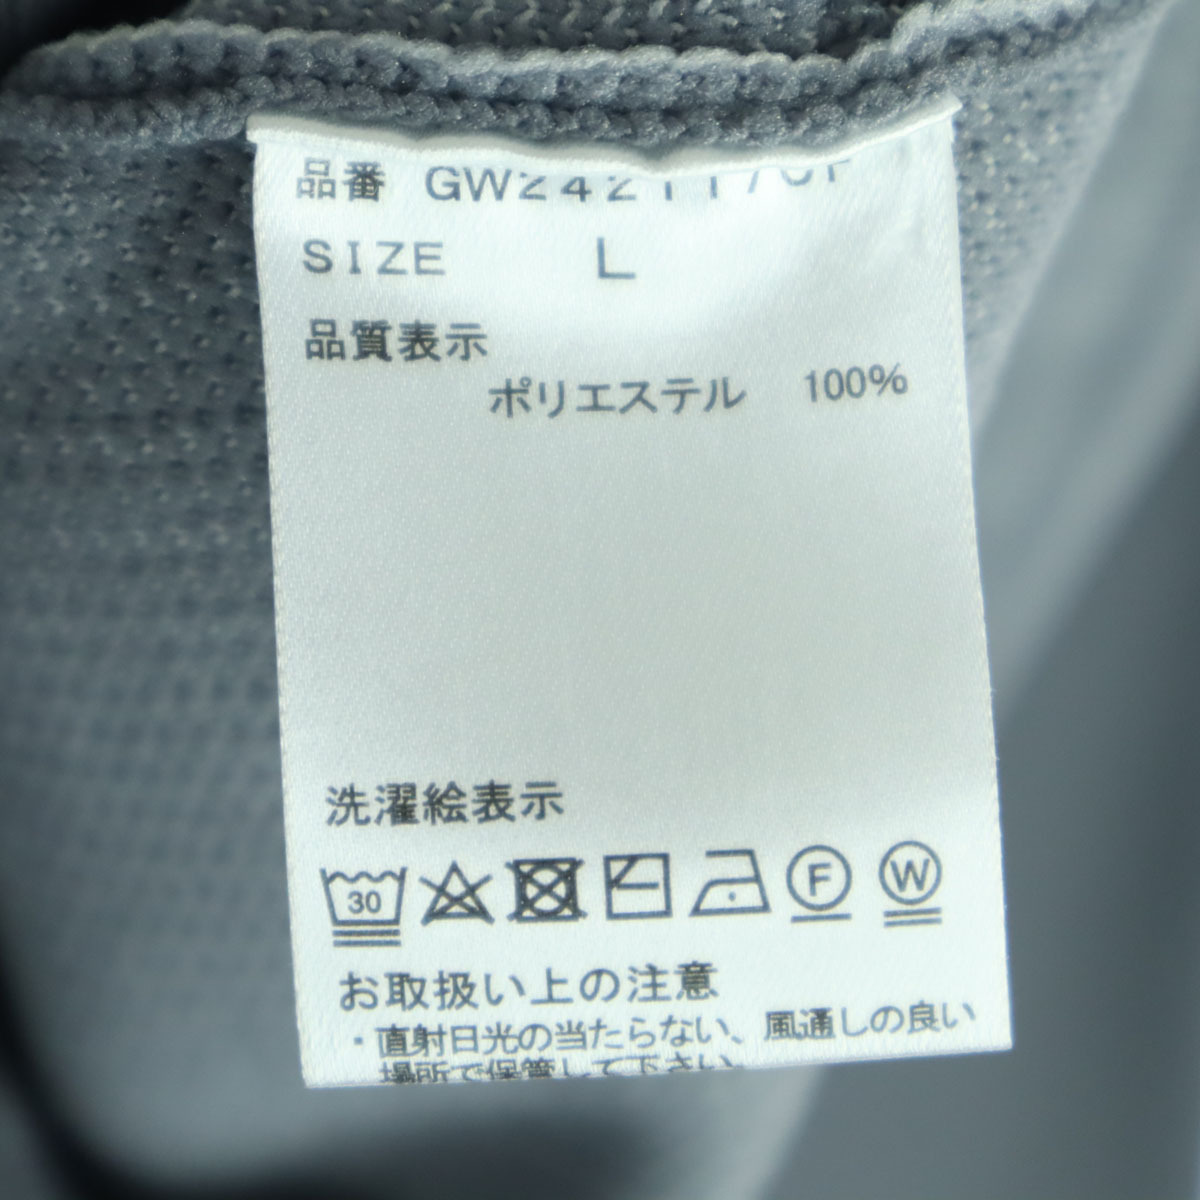 品番
SIZE L
品質表示
ポリエステル 100%
洗濯絵表示
30 F W
お取扱い上の注意
・直射日光の当たらない、風通しの良い
場所で保管して下さい